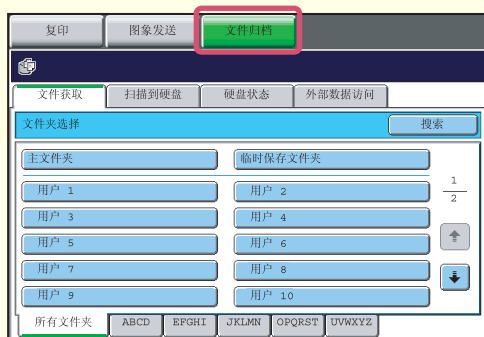 复印 图象发送 文件归档
文件获取 扫描到硬盘 硬盘状态 外部数据访问
文件夹选择 搜索
主文件夹 临时保存文件夹
用户 1 用户 2
1
2
用户 3 用户 4
用户 5 用户 6
用户 7 用户 8
用户 9 用户 10
所有文件夹 ABCD EFGHI JKLMN OPQRST UVWXYZ